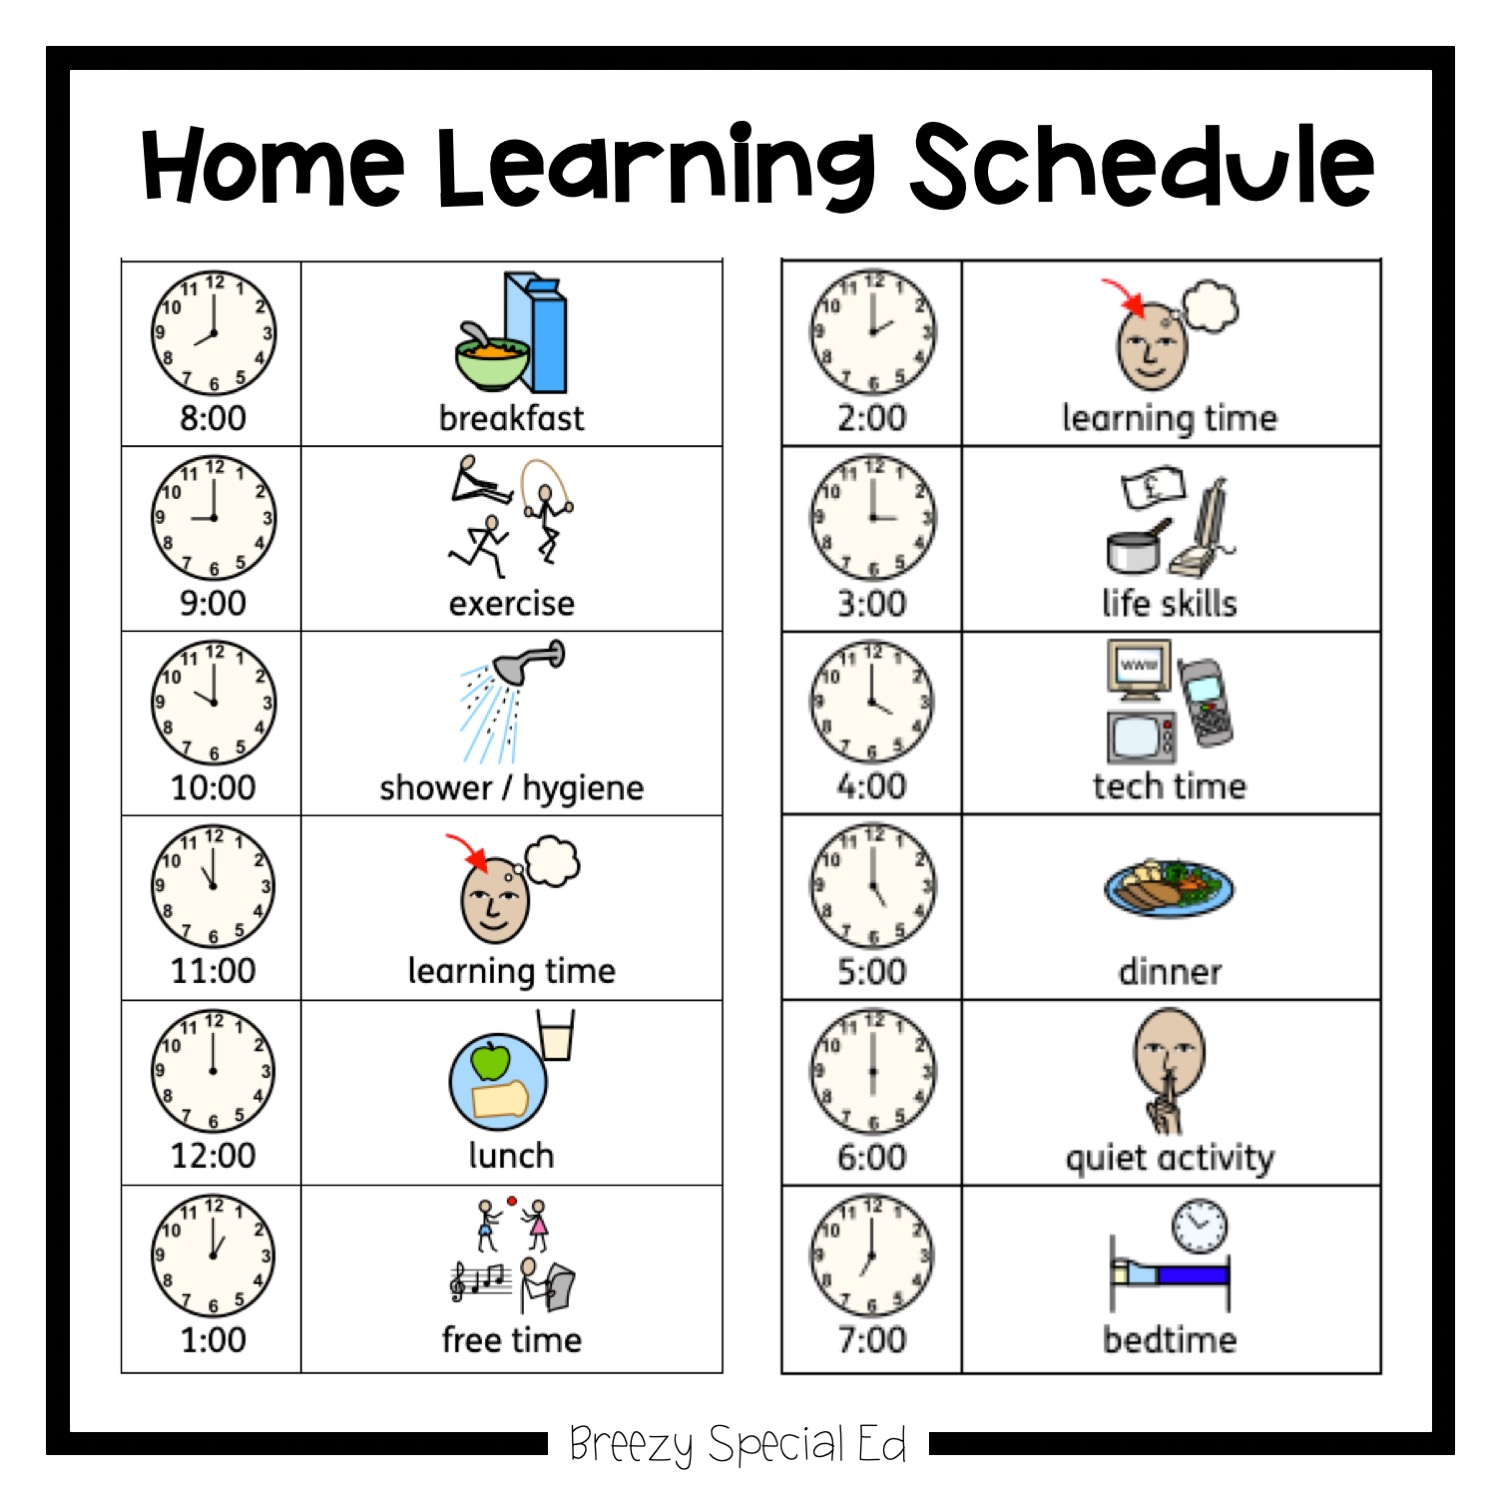 Home Learning Schedule
8:00
breakfast
9:00
exercise
10:00
shower / hygiene
11:00
learning time
12:00
lunch
1:00
free time
2:00
learning time
3:00
£
life skills
4:00
www
tech time
5:00
dinner
6:00
quiet activity
7:00
bedtime
Breezy Special Ed